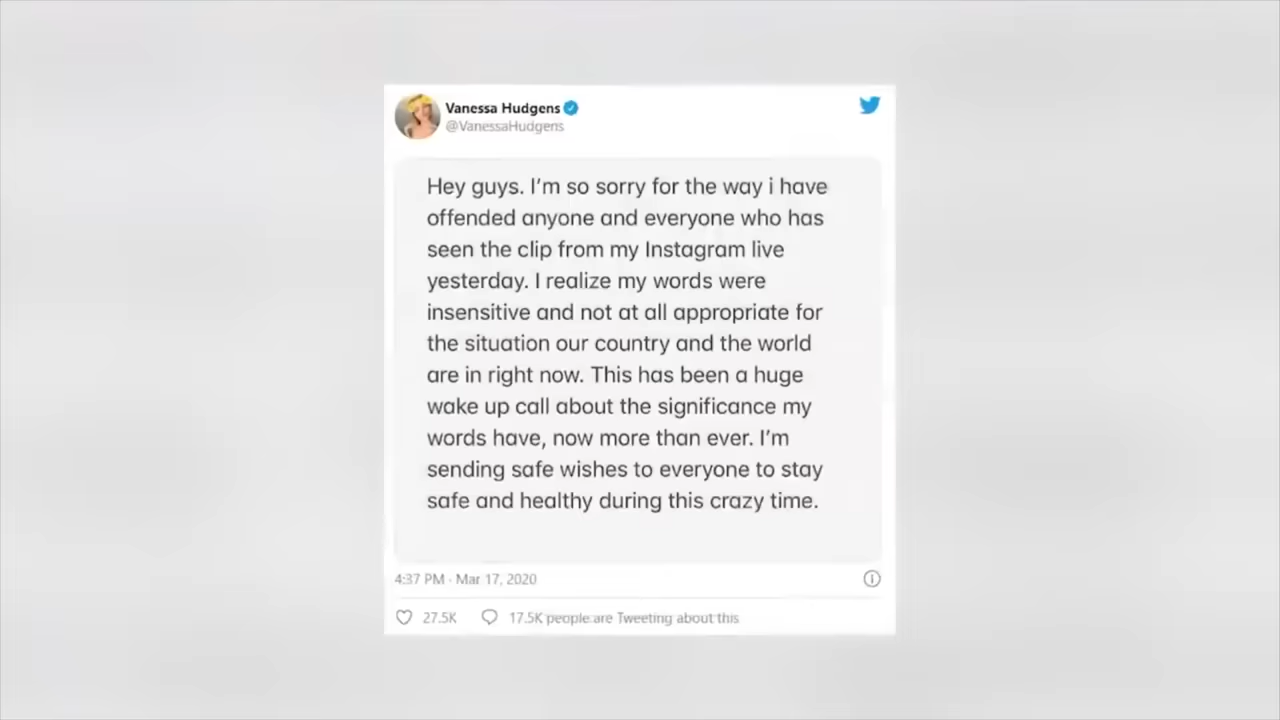 Vanessa Hudgens
@VanessaHudgens
Hey guys. I'm so sorry for the way i have
offended anyone and everyone who has
seen the clip from my Instagram live
yesterday. I realize my words were
insensitive and not at all appropriate for
the situation our country and the world
are in right now. This has been a huge
wake up call about the significance my
words have, now more than ever. I'm
sending safe wishes to everyone to stay
safe and healthy during this crazy time.
4:37 PM · Mar 17, 2020
27.5K 17.5K people are Tweeting about this